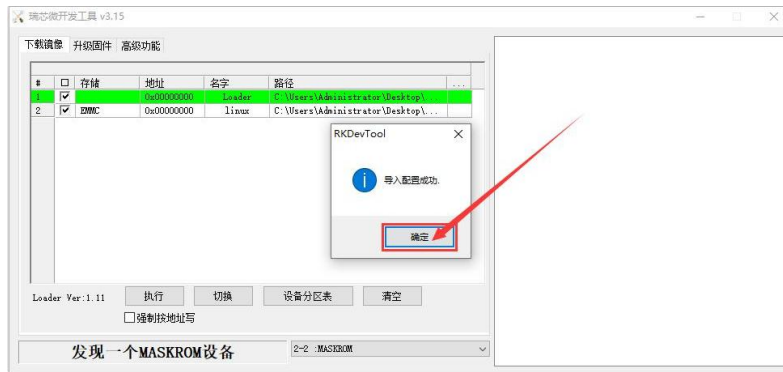 瑞芯微开发工具 v3.15
下载镜像 升级固件 高级功能
# 存储 地址 名字 路径 ...
1 0x00000000 Loader C:\Users\Administrator\Desktop\...
2 EMMC 0x00000000 linux C:\Users\Administrator\Desktop\...
RKDevTool
导入配置成功.
确定
Loader Ver:1.11 执行 切换 设备分区表 清空
强制按地址写
发现一个MASKROM设备 2-2 :MASKROM